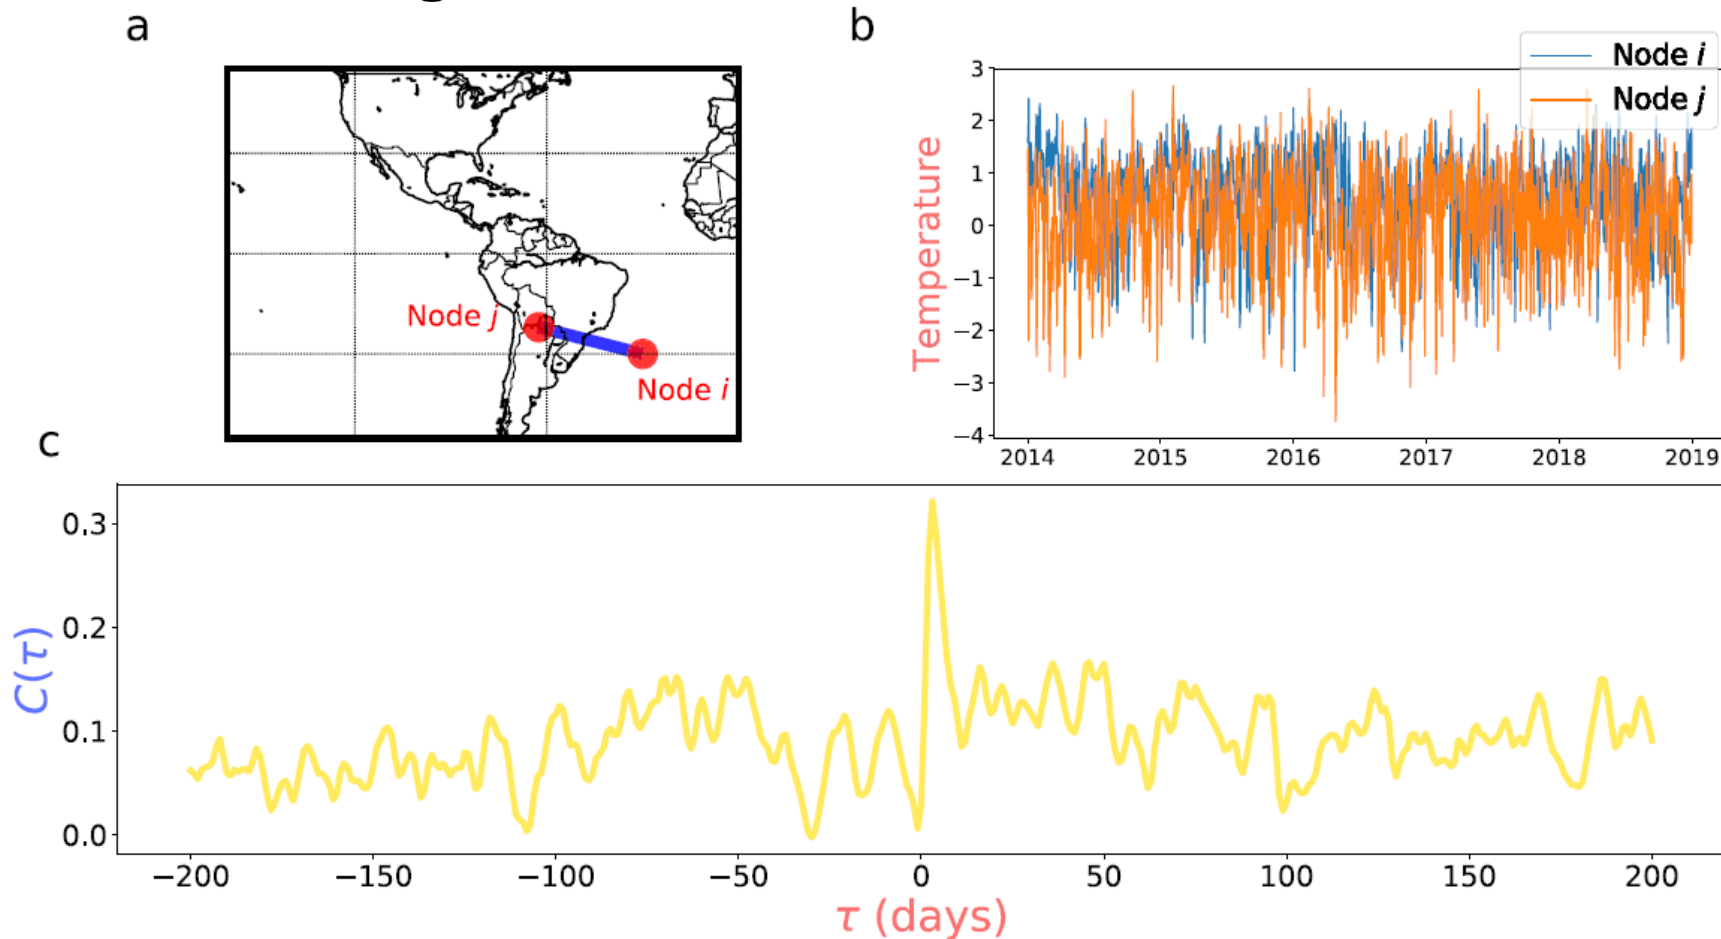 a
Node j
Node i
b
Node i
Node j
Temperature
3
2
1
0
−1
−2
−3
−4
2014 2015 2016 2017 2018 2019
c
C(τ)
0.3
0.2
0.1
0.0
−200 −150 −100 −50 0 50 100 150 200
τ (days)